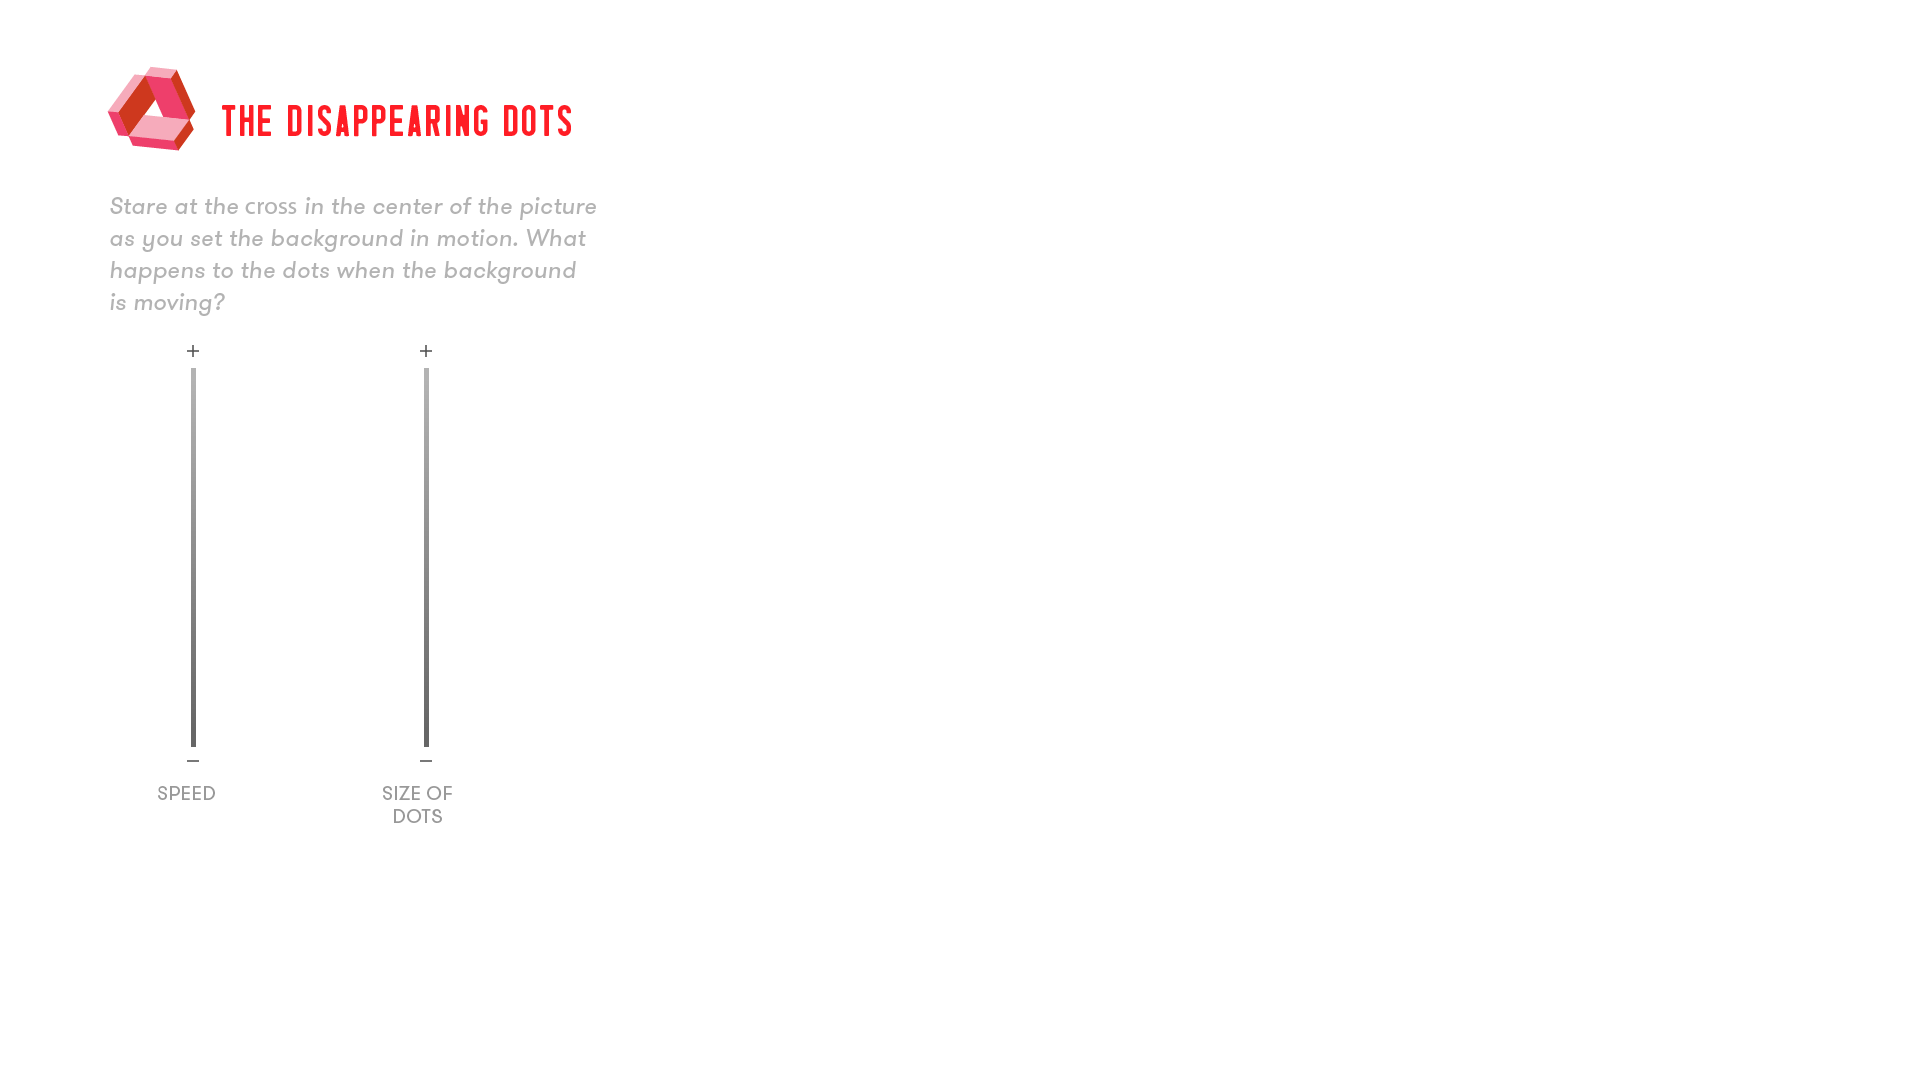 THE DISAPPEARING DOTS
Stare at the cross in the center of the picture
as you set the background in motion. What
happens to the dots when the background
is moving?
+ +
– –
SPEED SIZE OF
DOTS